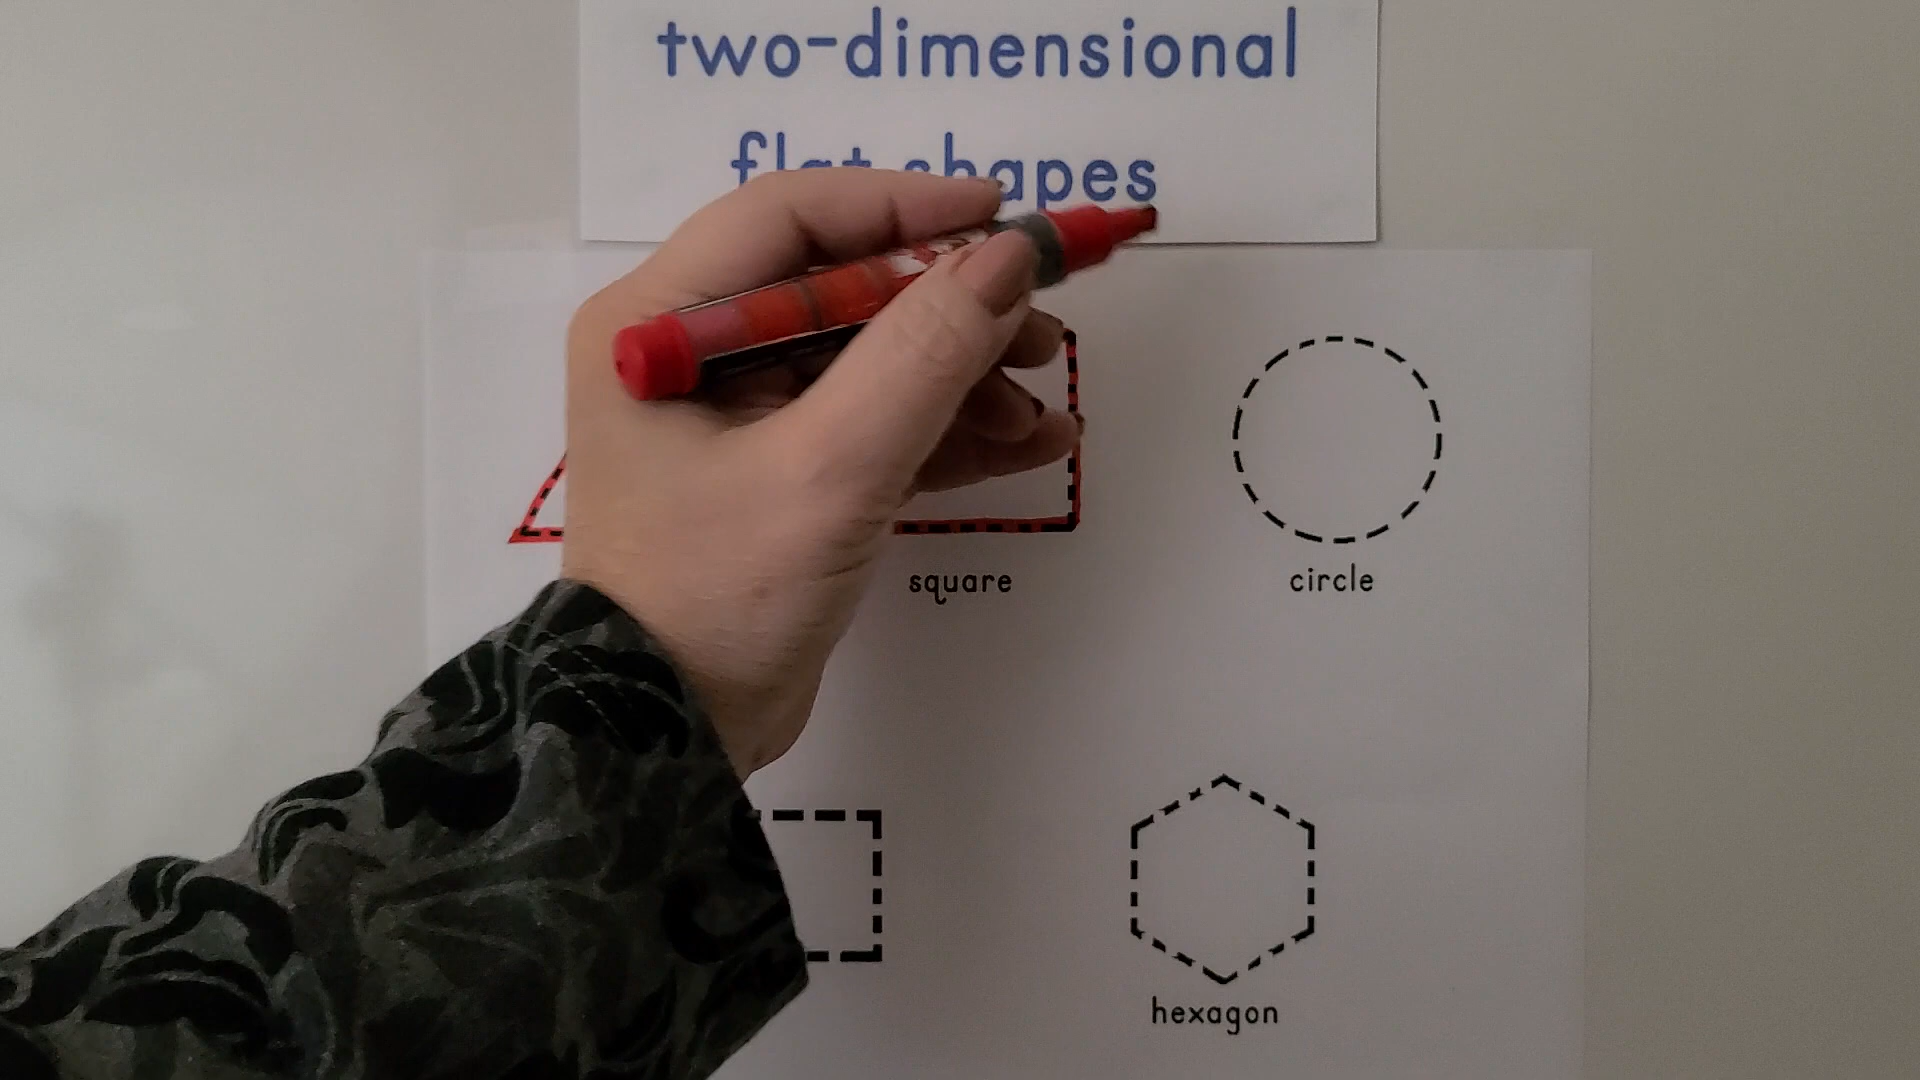 two-dimensional
flat shapes
square
circle
hexagon